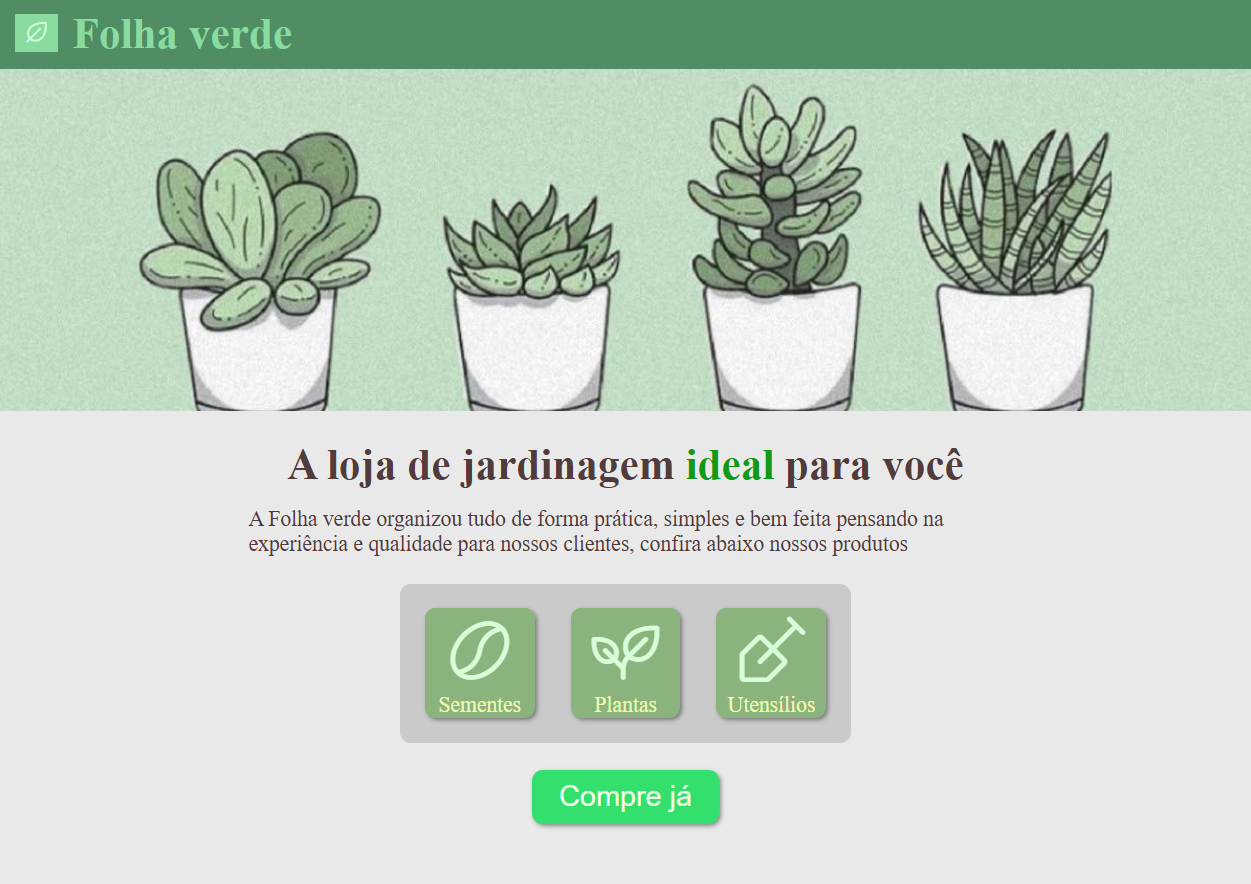 Folha verde
A loja de jardinagem ideal para você
A Folha verde organizou tudo de forma prática, simples e bem feita pensando na
experiência e qualidade para nossos clientes, confira abaixo nossos produtos
Sementes
Plantas
Utensílios
Compre já